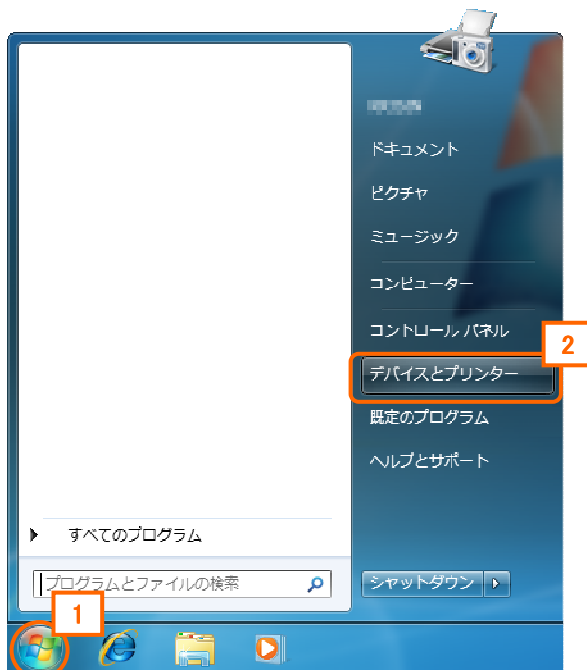 ドキュメント
ピクチャ
ミュージック
コンピューター
コントロール パネル
2
デバイスとプリンター
既定のプログラム
ヘルプとサポート
すべてのプログラム
プログラムとファイルの検索
シャットダウン
1